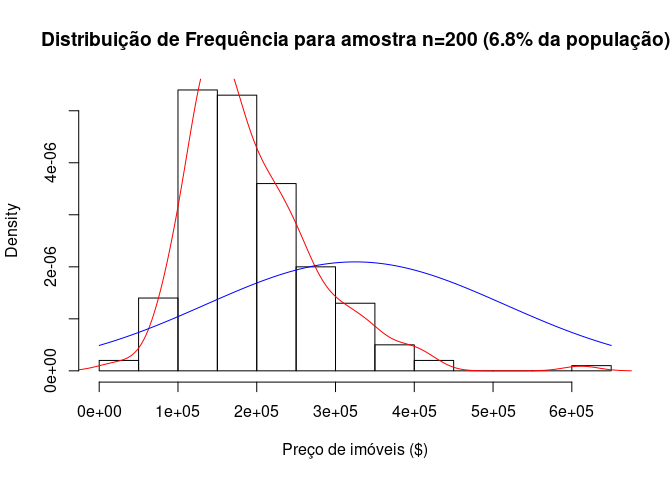 Distribuição de Frequência para amostra n=200 (6.8% da população)
Density
4e-06
2e-06
0e+00
0e+00 1e+05 2e+05 3e+05 4e+05 5e+05 6e+05
Preço de imóveis ($)